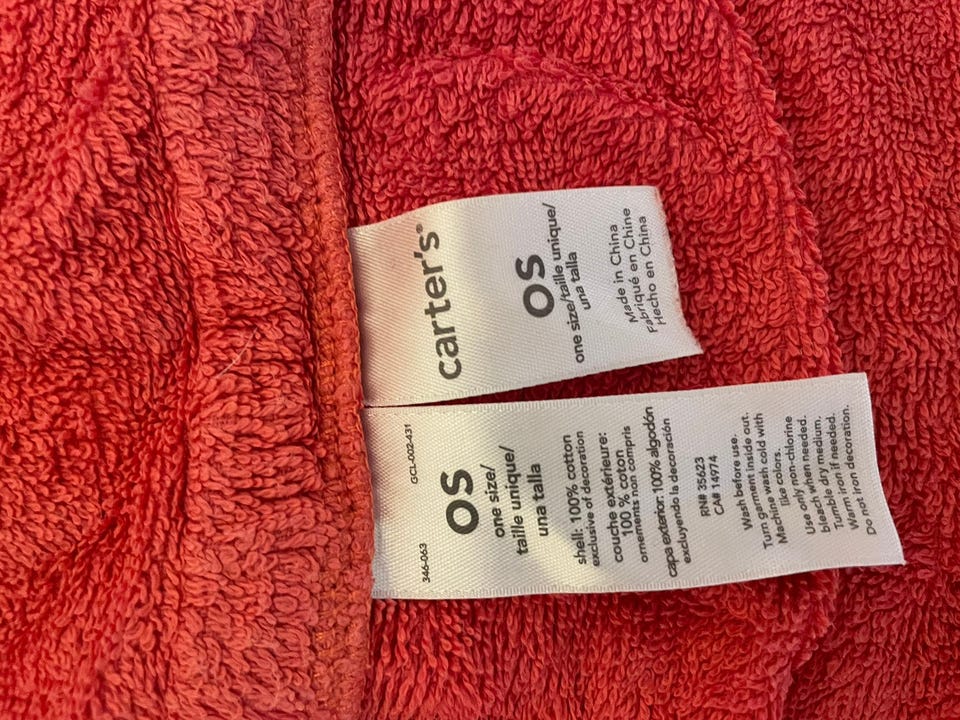 carter's®
OS
one size/taille unique/
una talla
Made in China
Fabriqué en Chine
Hecho en China
346-063 GCL-002-431
OS
one size/
taille unique/
una talla
shell: 100% cotton
exclusive of decoration
couche extérieure:
100 % coton
ornements non compris
capa exterior: 100% algodón
excluyendo la decoración
RN# 35623
CA# 14974
Wash before use.
Turn garment inside out.
Machine wash cold with
like colors.
Use only non-chlorine
bleach when needed.
Tumble dry medium.
Warm iron if needed.
Do not iron decoration.